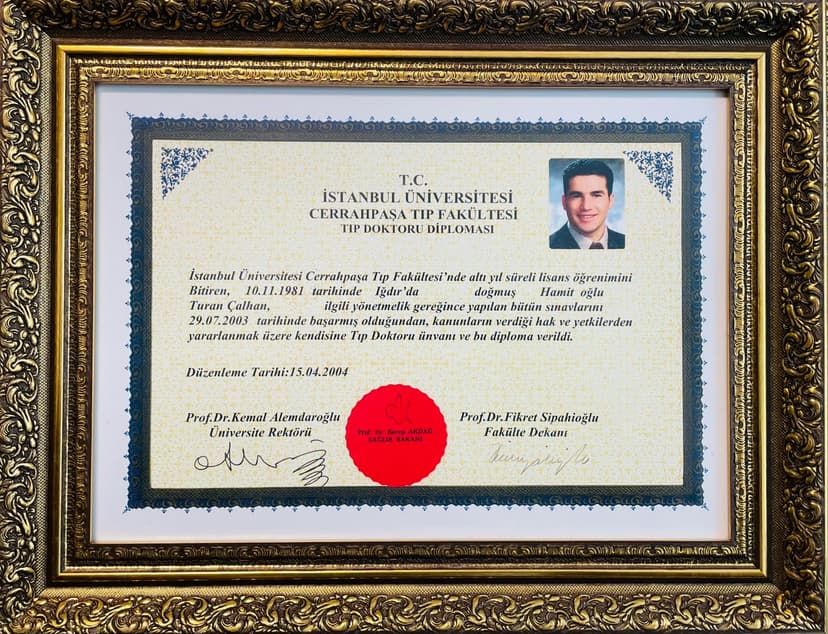 T.C.
İSTANBUL ÜNİVERSİTESİ
CERRAHPAŞA TIP FAKÜLTESİ
TIP DOKTORU DİPLOMASI
İstanbul Üniversitesi Cerrahpaşa Tıp Fakültesi’nde altı yıl süreli lisans öğrenimini
Bitiren, 10.11.1981 tarihinde Iğdır’da doğmuş Hamit oğlu
Turan Çalhan, ilgili yönetmelik gereğince yapılan bütün sınavlarını
29.07.2003 tarihinde başarmış olduğundan, kanunların verdiği hak ve yetkilerden
yararlanmak üzere kendisine Tıp Doktoru ünvanı ve bu diploma verildi.
Düzenleme Tarihi:15.04.2004
Prof.Dr.Kemal Alemdaroğlu
Üniversite Rektörü
Prof. Dr. Recep AKDAĞ
SAĞLIK BAKANI
Prof.Dr.Fikret Sipahioğlu
Fakülte Dekanı